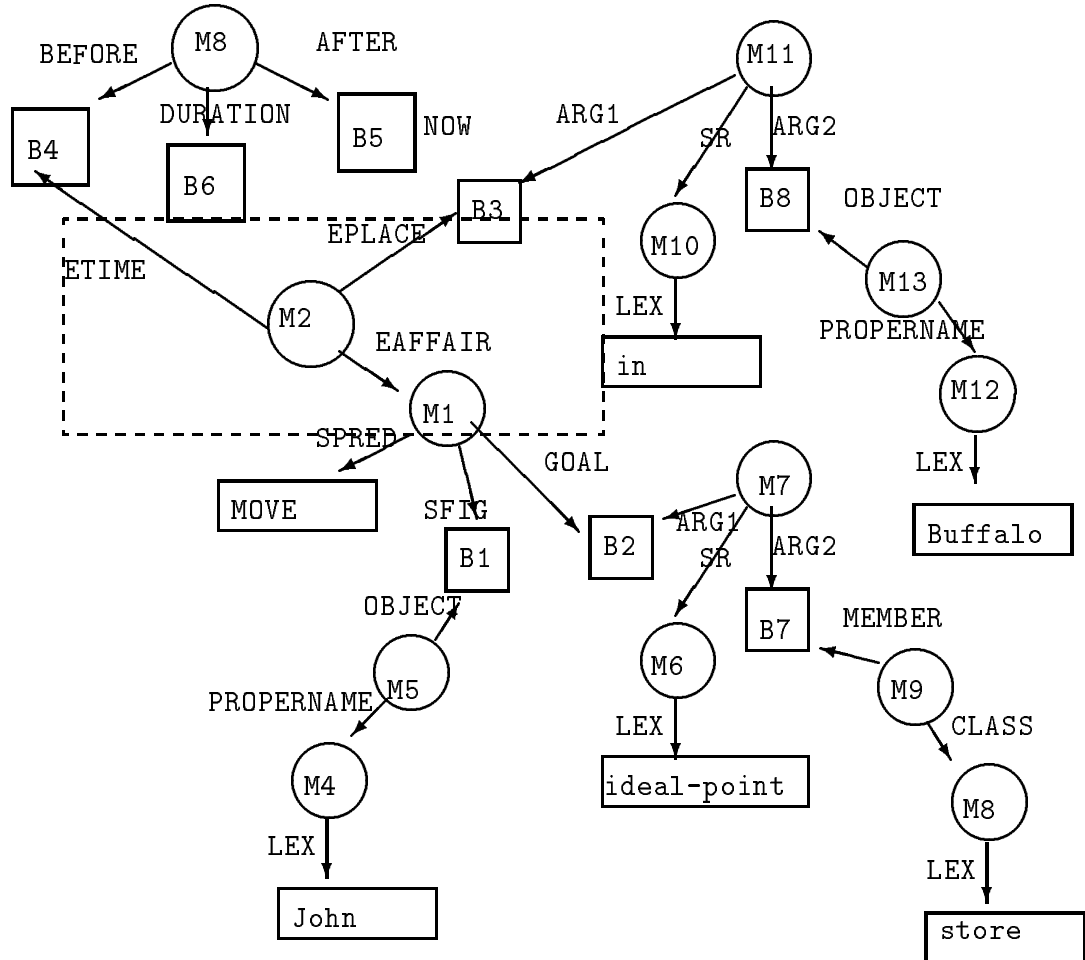 M8
BEFORE
AFTER
M11
DURATION
ARG1
NOW
SR
ARG2
B4
B5
B6
B3
B8
OBJECT
EPLACE
M10
ETIME
M13
M2
LEX
PROPERNAME
EAFFAIR
in
M12
M1
SPRED
GOAL
LEX
M7
MOVE
SFIG
ARG1
Buffalo
B1
B2
SR
ARG2
OBJECT
B7
MEMBER
M5
M6
M9
PROPERNAME
LEX
CLASS
M4
ideal-point
M8
LEX
LEX
John
store